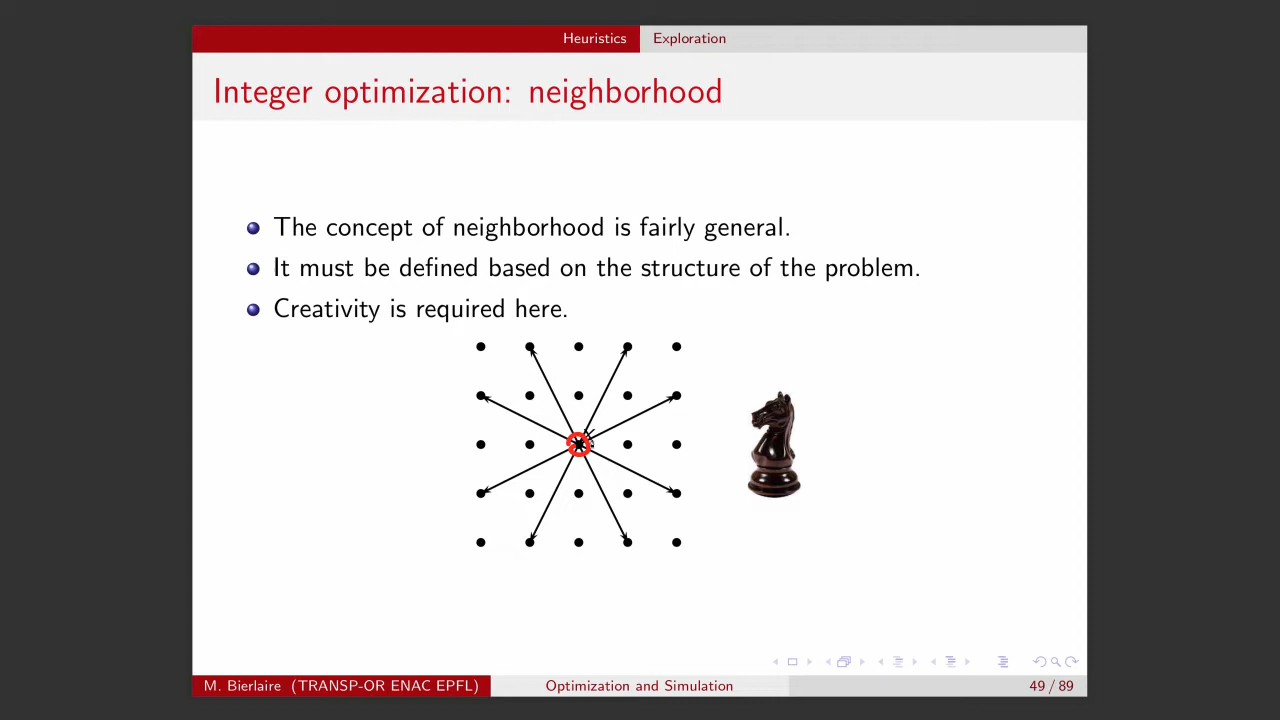 Heuristics Exploration
Integer optimization: neighborhood
The concept of neighborhood is fairly general.
It must be defined based on the structure of the problem.
Creativity is required here.
M. Bierlaire (TRANSP-OR ENAC EPFL) Optimization and Simulation 49 / 89